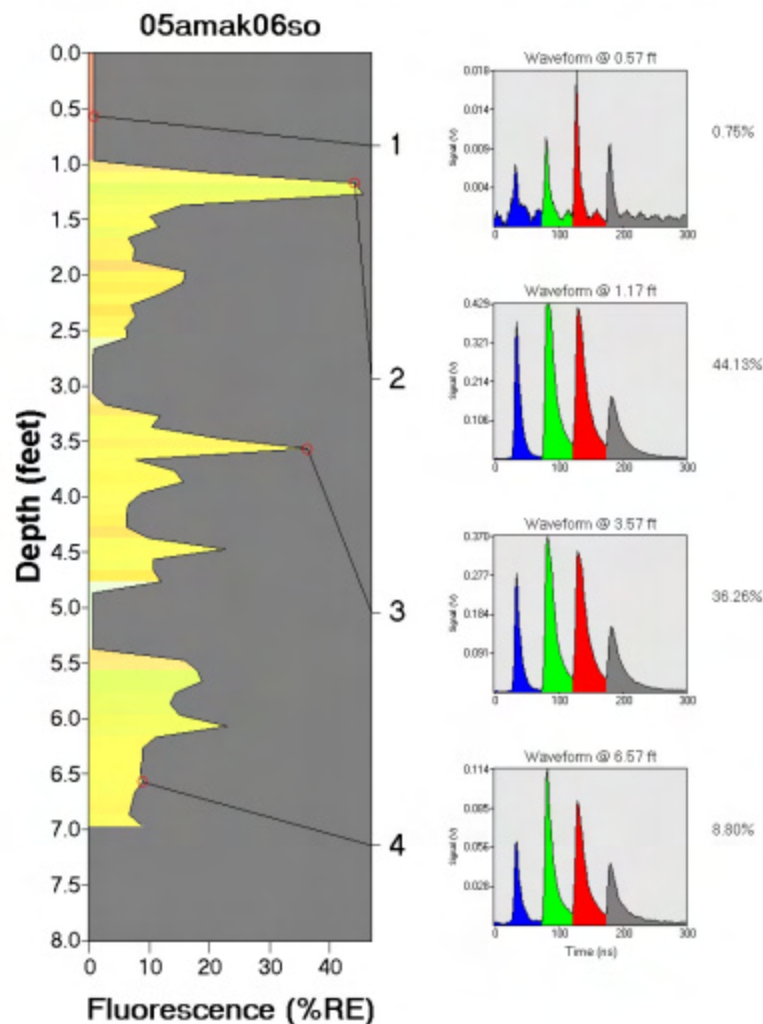 05amak06so
Depth (feet)
0.0
0.5
1.0
1.5
2.0
2.5
3.0
3.5
4.0
4.5
5.0
5.5
6.0
6.5
7.0
7.5
8.0
0 10 20 30 40
Fluorescence (%RE)
1
2
3
4
Waveform @ 0.57 ft
Signal (V)
0.018
0.014
0.009
0.004
0 100 200 300
0.75%
Waveform @ 1.17 ft
Signal (V)
0.429
0.321
0.214
0.106
0 100 200 300
44.13%
Waveform @ 3.57 ft
Signal (V)
0.370
0.277
0.184
0.091
0 100 200 300
36.26%
Waveform @ 6.57 ft
Signal (V)
0.114
0.085
0.056
0.028
0 100 200 300
Time (ns)
8.80%